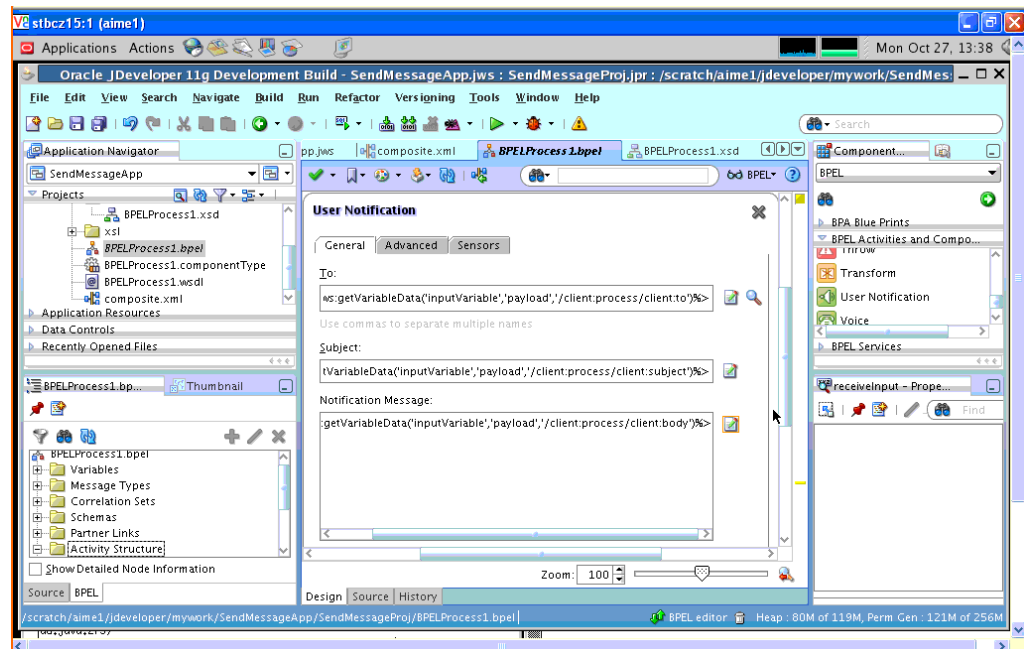 stbcz15:1 (aime1)
Applications Actions Mon Oct 27, 13:38
Oracle JDeveloper 11g Development Build - SendMessageApp.jws : SendMessageProj.jpr : /scratch/aime1/jdeveloper/mywork/SendMes
File Edit View Search Navigate Build Run Refactor Versioning Tools Window Help
Search
Application Navigator
SendMessageApp
Projects
BPELProcess1.xsd
xsl
BPELProcess1.bpel
BPELProcess1.componentType
BPELProcess1.wsdl
composite.xml
Application Resources
Data Controls
Recently Opened Files
BPELProcess1.bp... Thumbnail
BPELProcess1.bpel
Variables
Message Types
Correlation Sets
Schemas
Partner Links
Activity Structure
Show Detailed Node Information
Source BPEL
pp.jws composite.xml BPELProcess1.bpel BPELProcess1.xsd
BPEL
User Notification
General Advanced Sensors
To:
ws:getVariableData('inputVariable','payload','/client:process/client:to')%>
Use commas to separate multiple names
Subject:
tVariableData('inputVariable','payload','/client:process/client:subject')%>
Notification Message:
:getVariableData('inputVariable','payload','/client:process/client:body')%>
Zoom: 100
Design Source History
Component...
BPEL
BPA Blue Prints
BPEL Activities and Compo...
Throw
Transform
User Notification
Voice
BPEL Services
receiveInput - Prope...
Find
/scratch/aime1/jdeveloper/mywork/SendMessageApp/SendMessageProj/BPELProcess1.bpel BPEL editor Heap : 80M of 119M, Perm Gen : 121M of 256M